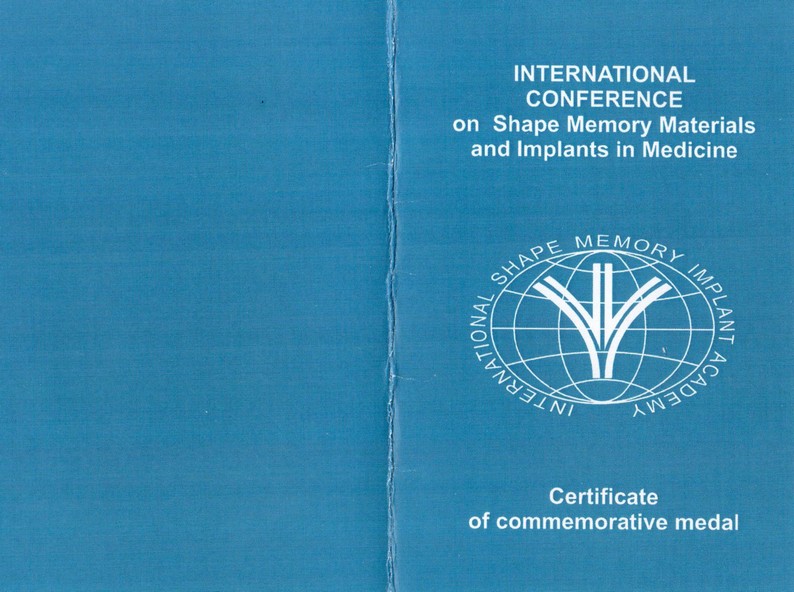 INTERNATIONAL
CONFERENCE
on Shape Memory Materials
and Implants in Medicine
INTERNATIONAL SHAPE MEMORY IMPLANT ACADEMY
Certificate
of commemorative medal